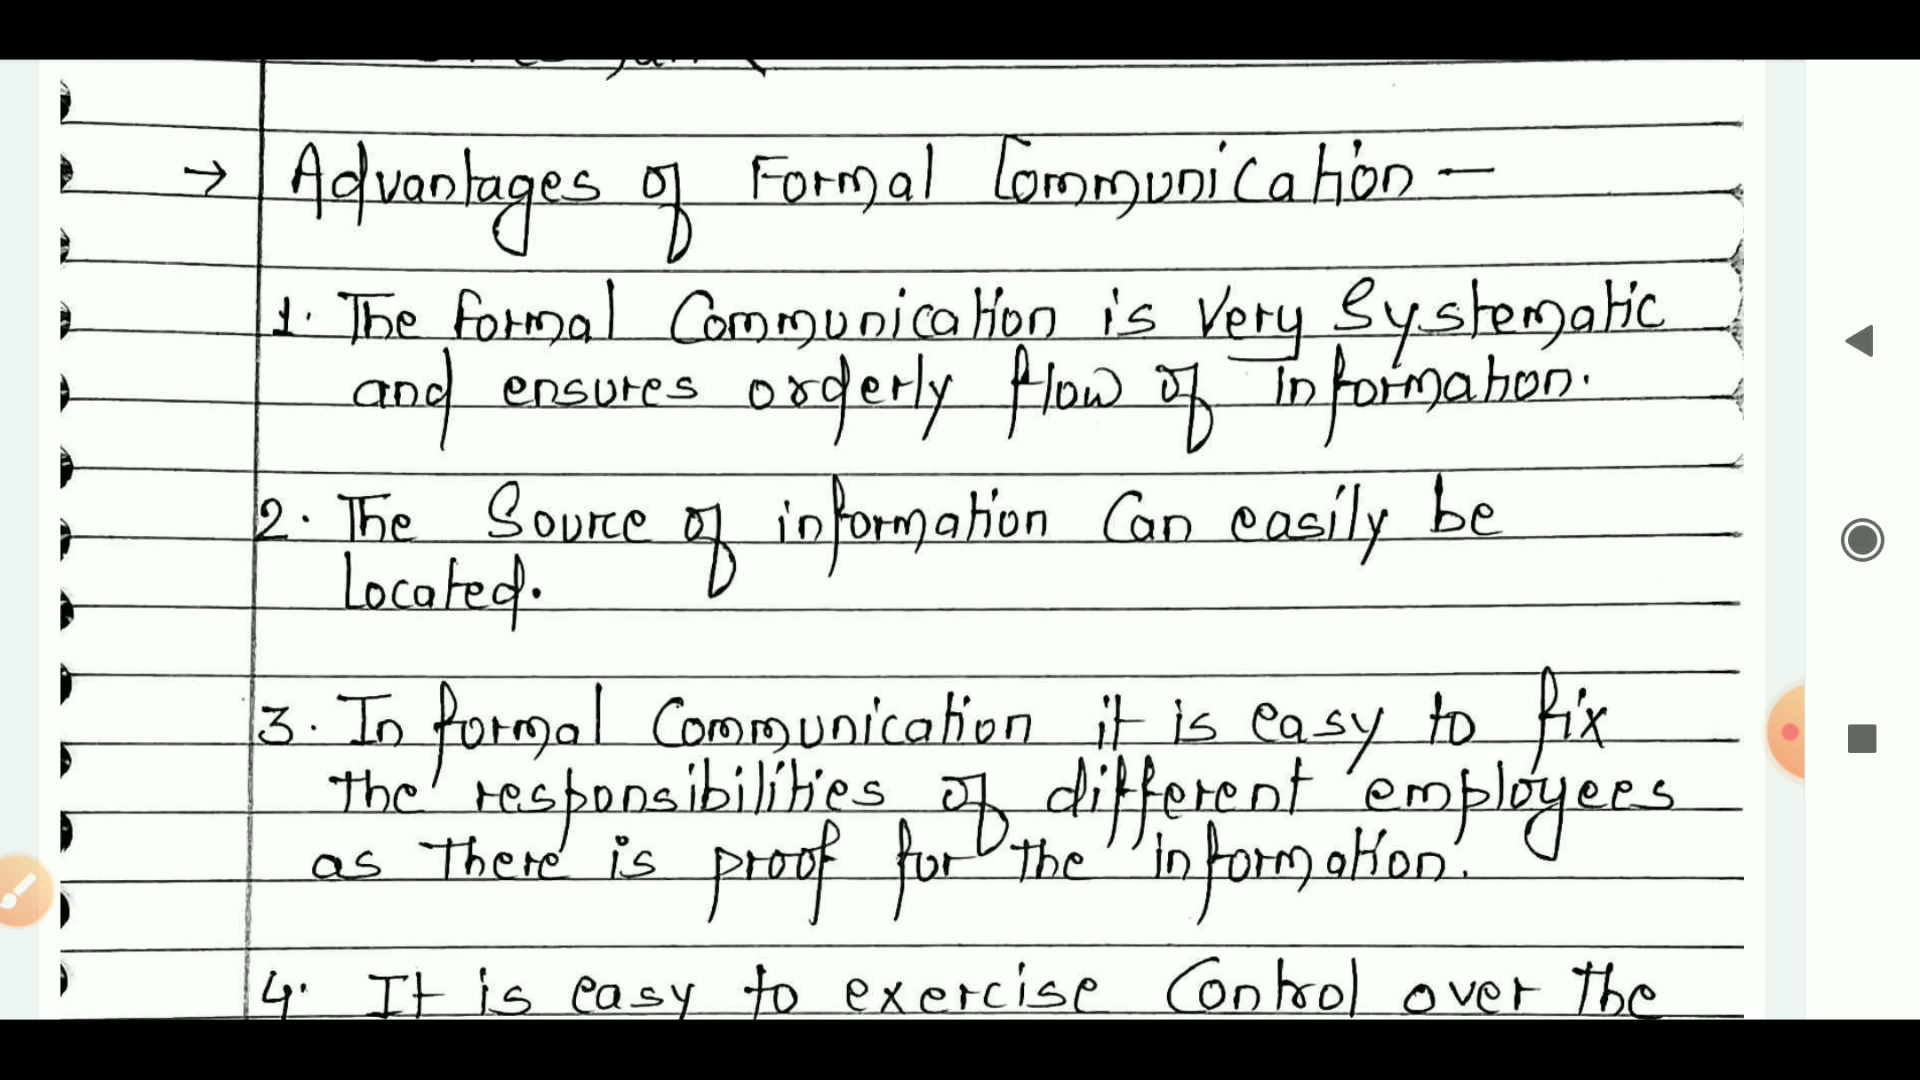 → Advantages of Formal Communication —
1. The formal Communication is Very Systematic
and ensures orderly flow of Information.
2. The Source of information Can easily be
Located.
3. In formal Communication it is easy to fix
the responsibilities of different employees
as there is proof for the information.
4. It is easy to exercise Control over the